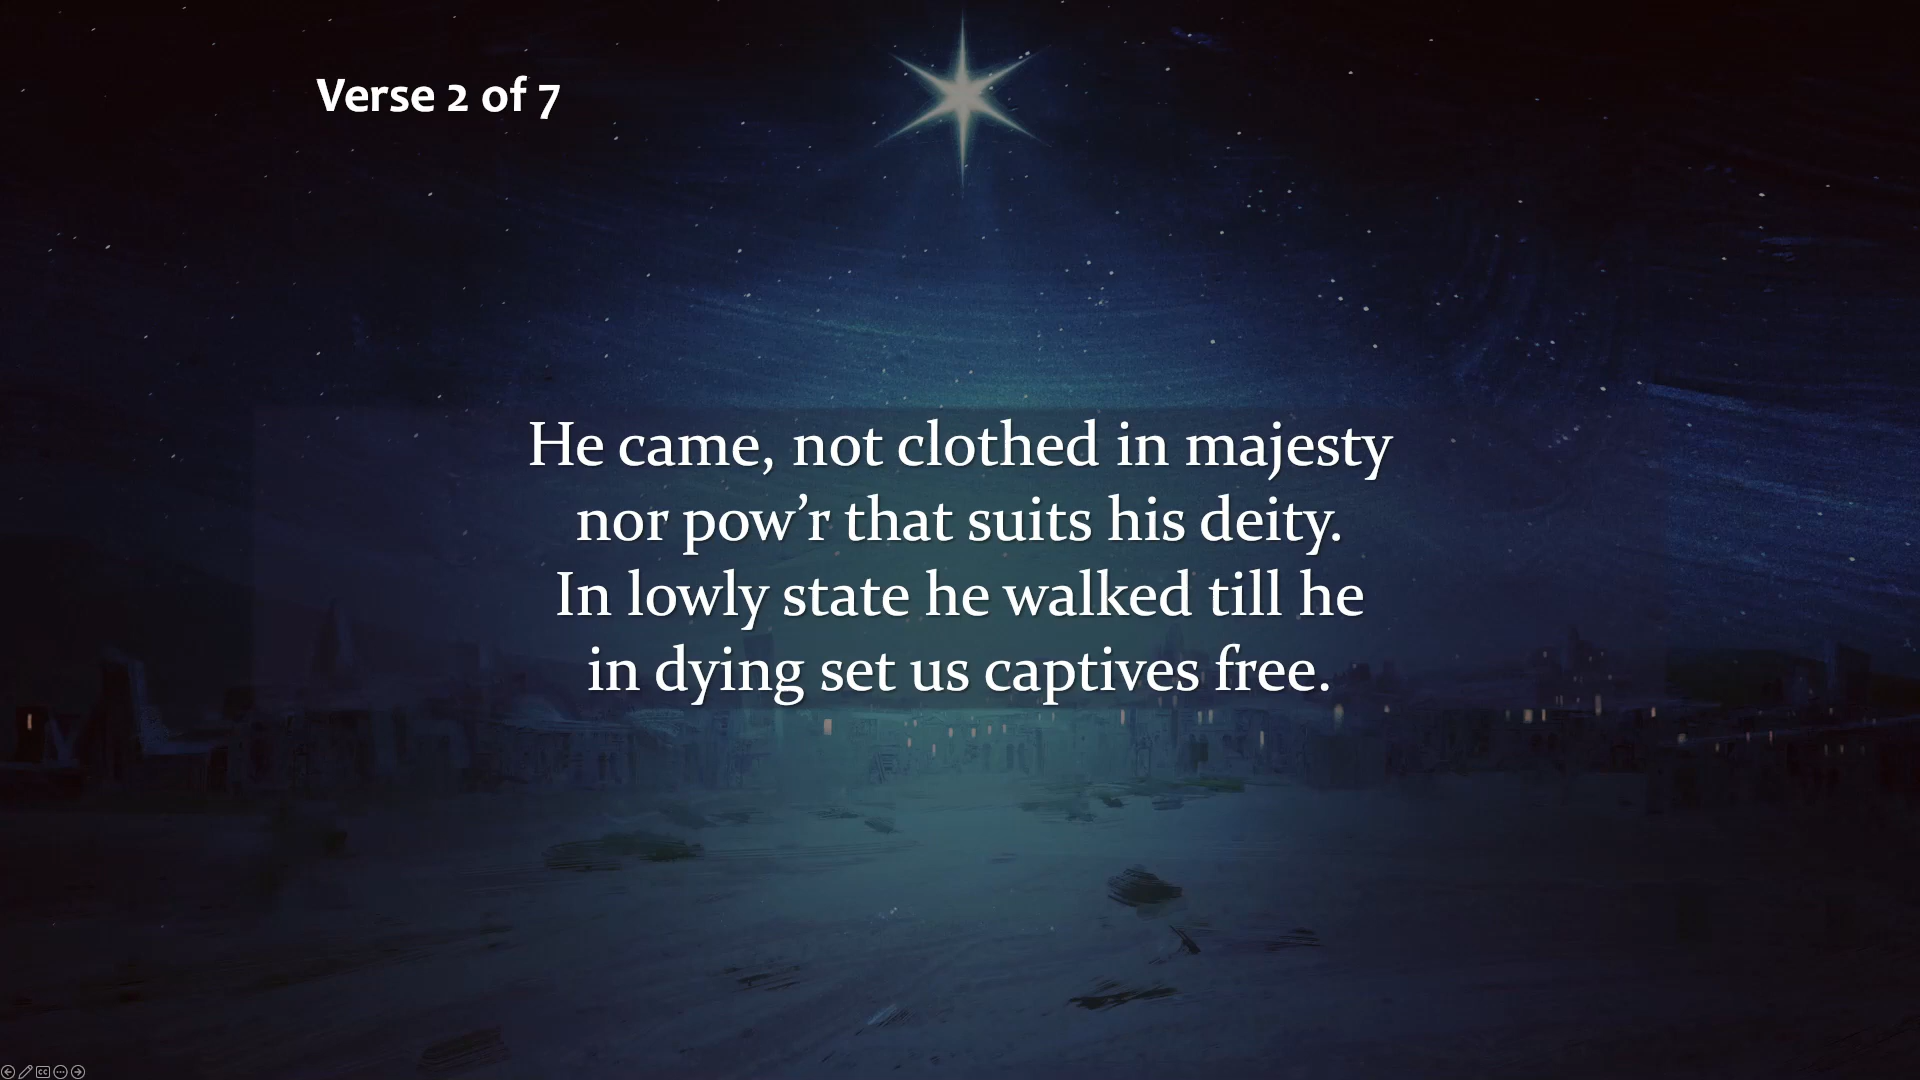 Verse 2 of 7
He came, not clothed in majesty
nor pow’r that suits his deity.
In lowly state he walked till he
in dying set us captives free.